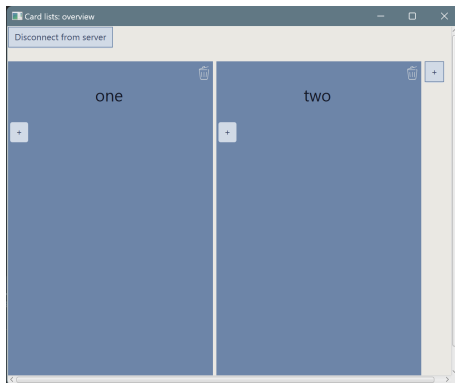 Card lists: overview
Disconnect from server
one
two
+
+
+